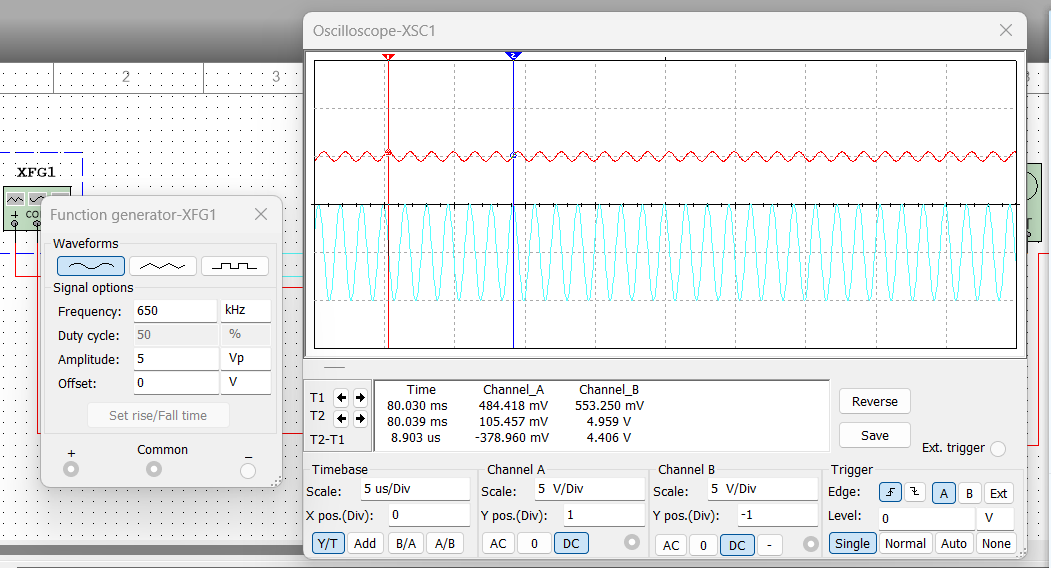 Oscilloscope-XSC1
1 2
2 3
XFG1
+ CO
Function generator-XFG1
Waveforms
Signal options
Frequency: 650 kHz
Duty cycle: 50 %
Amplitude: 5 Vp
Offset: 0 V
Set rise/Fall time
+ Common −
Time Channel_A Channel_B
T1 80.030 ms 484.418 mV 553.250 mV
T2 80.039 ms 105.457 mV 4.959 V
T2-T1 8.903 us -378.960 mV 4.406 V
Reverse
Save
Ext. trigger
Timebase
Scale: 5 us/Div
X pos.(Div): 0
Y/T Add B/A A/B
Channel A
Scale: 5 V/Div
Y pos.(Div): 1
AC 0 DC
Channel B
Scale: 5 V/Div
Y pos.(Div): -1
AC 0 DC -
Trigger
Edge: A B Ext
Level: 0 V
Single Normal Auto None